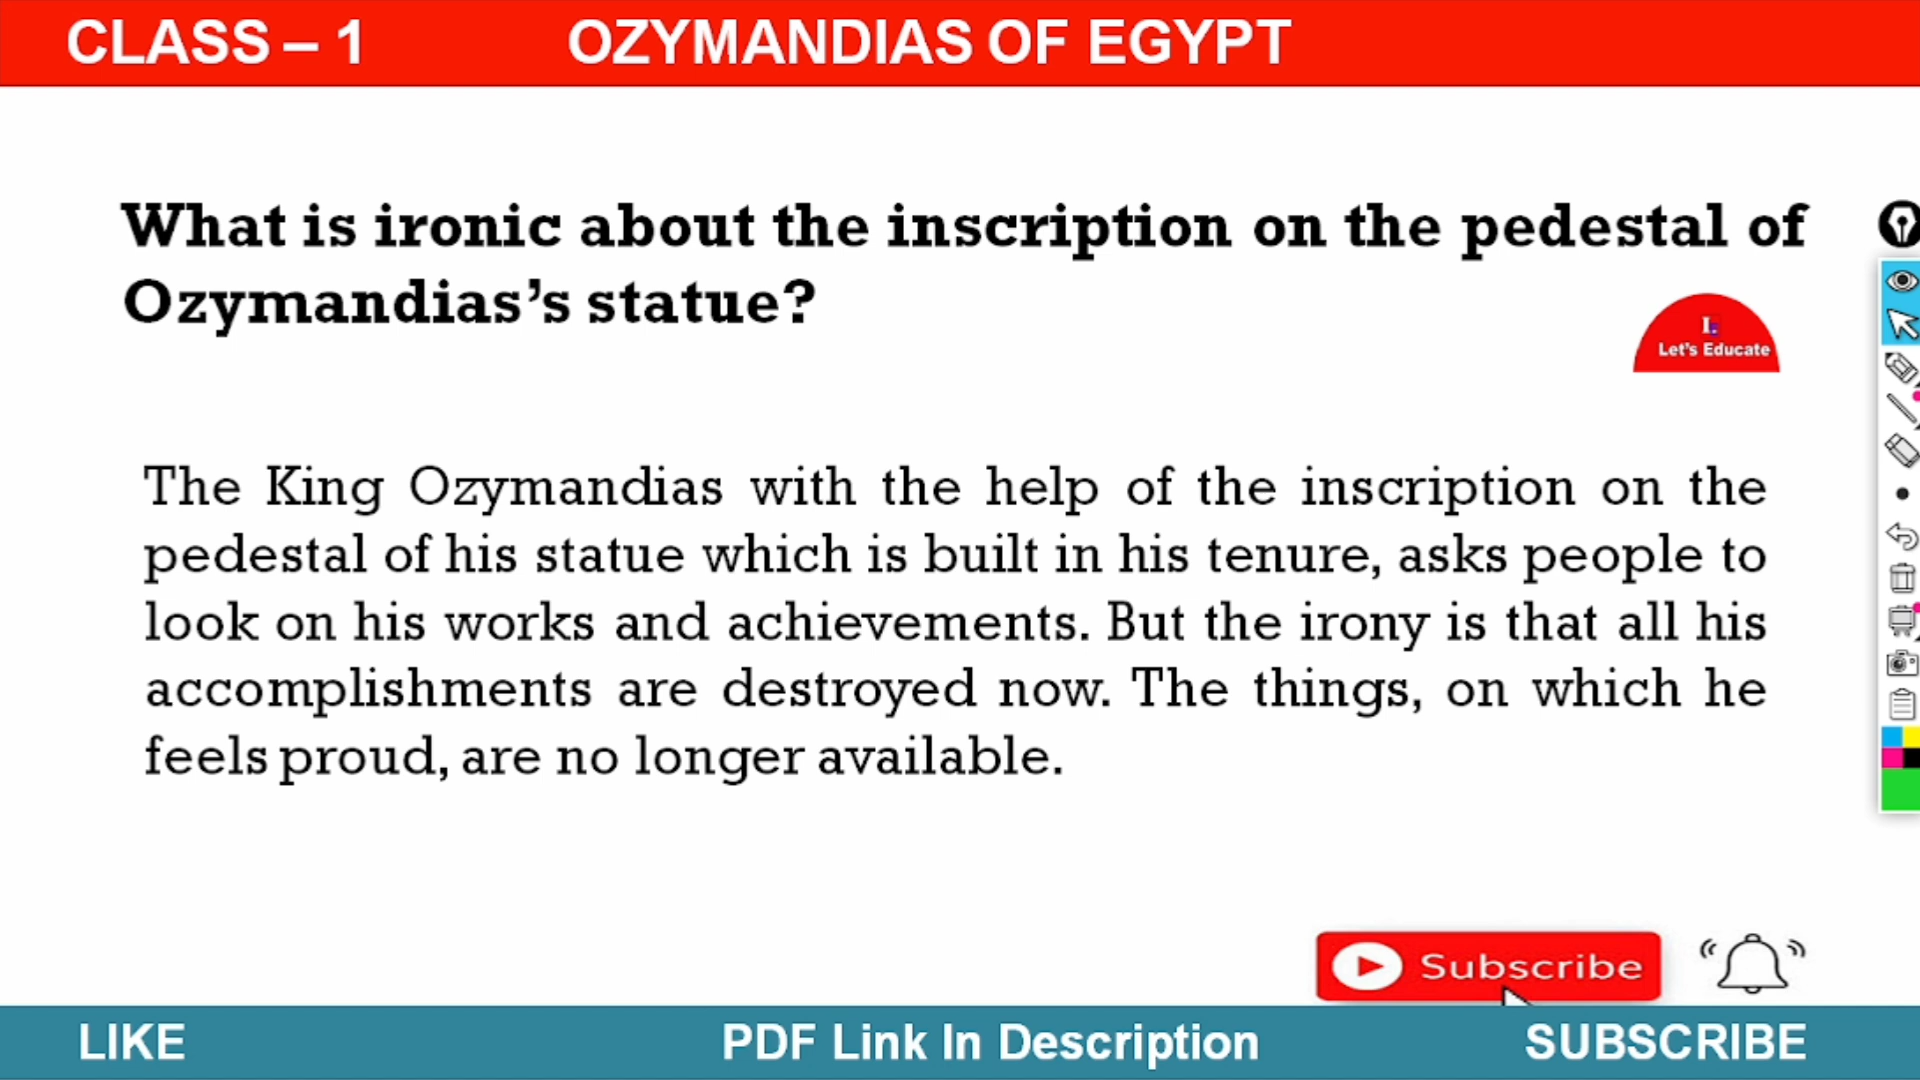 CLASS – 1 OZYMANDIAS OF EGYPT
What is ironic about the inscription on the pedestal of
Ozymandias’s statue?
L.
Let's Educate
The King Ozymandias with the help of the inscription on the
pedestal of his statue which is built in his tenure, asks people to
look on his works and achievements. But the irony is that all his
accomplishments are destroyed now. The things, on which he
feels proud, are no longer available.
Subscribe
LIKE PDF Link In Description SUBSCRIBE